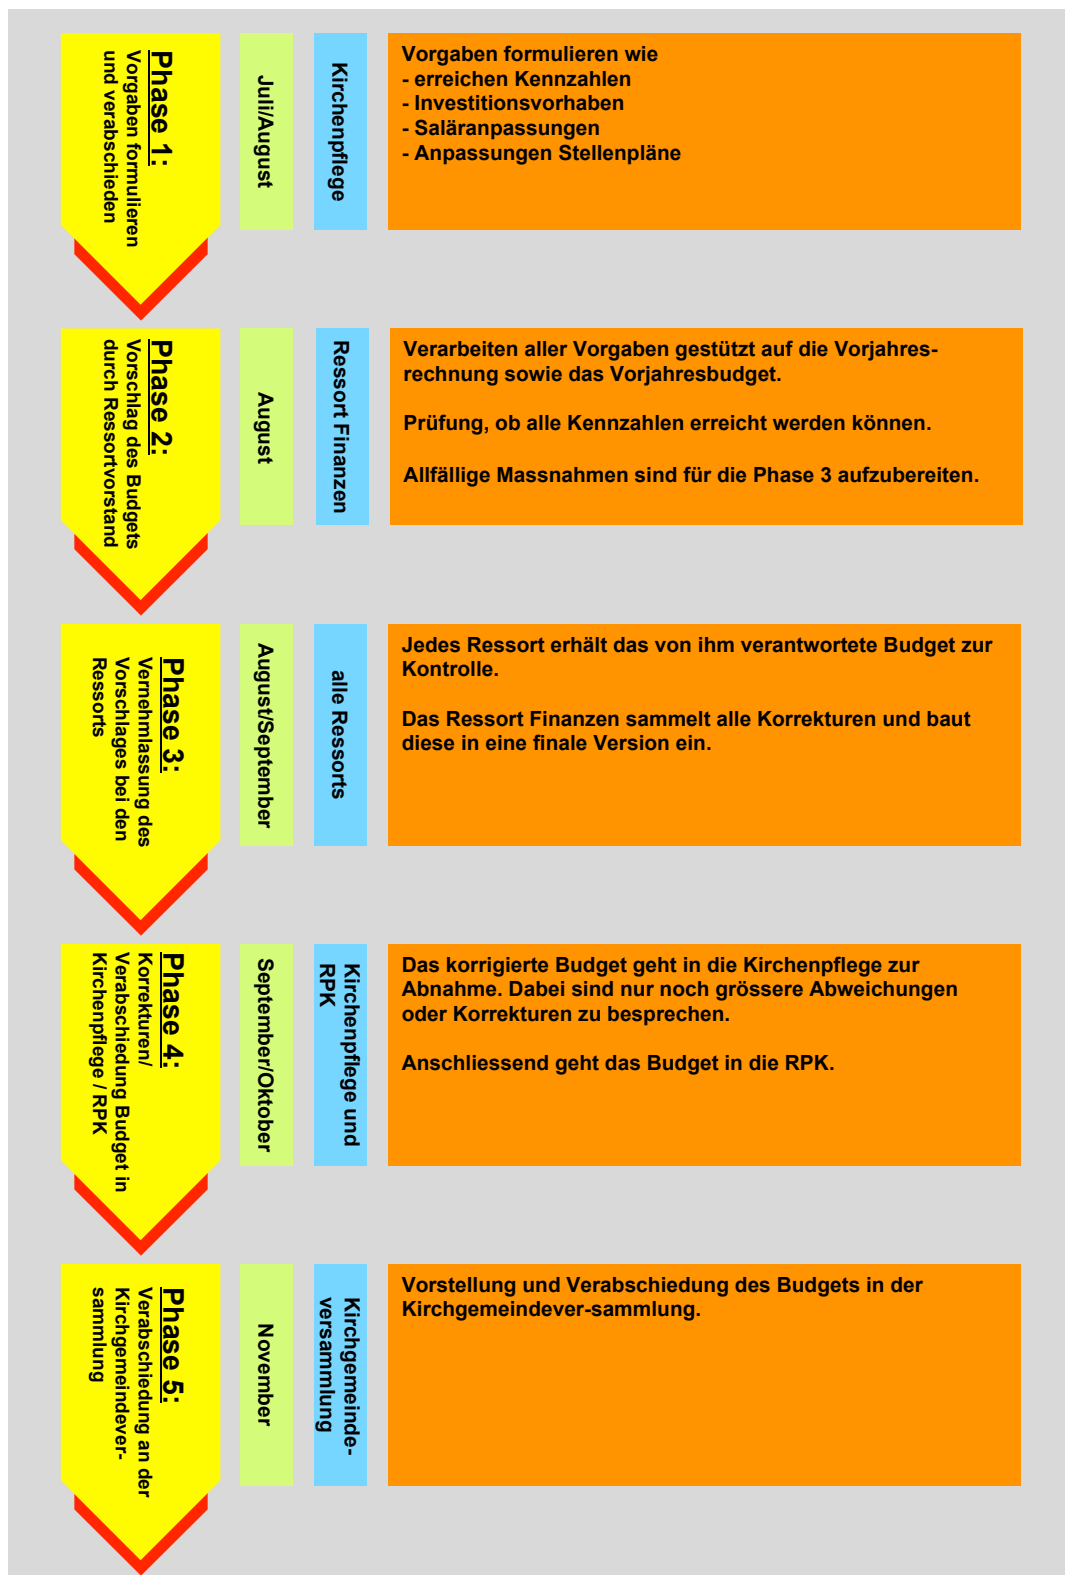 Phase 1:
Vorgaben formulieren
und verabschieden
Juli/August
Kirchenpflege
Vorgaben formulieren wie
- erreichen Kennzahlen
- Investitionsvorhaben
- Saläranpassungen
- Anpassungen Stellenpläne
Phase 2:
Vorschlag des Budgets
durch Ressortvorstand
August
Ressort Finanzen
Verarbeiten aller Vorgaben gestützt auf die Vorjahres-
rechnung sowie das Vorjahresbudget.
Prüfung, ob alle Kennzahlen erreicht werden können.
Allfällige Massnahmen sind für die Phase 3 aufzubereiten.
Phase 3:
Vernehmlassung des
Vorschlages bei den
Ressorts
August/September
alle Ressorts
Jedes Ressort erhält das von ihm verantwortete Budget zur
Kontrolle.
Das Ressort Finanzen sammelt alle Korrekturen und baut
diese in eine finale Version ein.
Phase 4:
Korrekturen/
Verabschiedung Budget in
Kirchenpflege / RPK
September/Oktober
Kirchenpflege und
RPK
Das korrigierte Budget geht in die Kirchenpflege zur
Abnahme. Dabei sind nur noch grössere Abweichungen
oder Korrekturen zu besprechen.
Anschliessend geht das Budget in die RPK.
Phase 5:
Verabschiedung an der
Kirchgemeindever-
sammlung
November
Kirchgemeinde-
versammlung
Vorstellung und Verabschiedung des Budgets in der
Kirchgemeindever-sammlung.